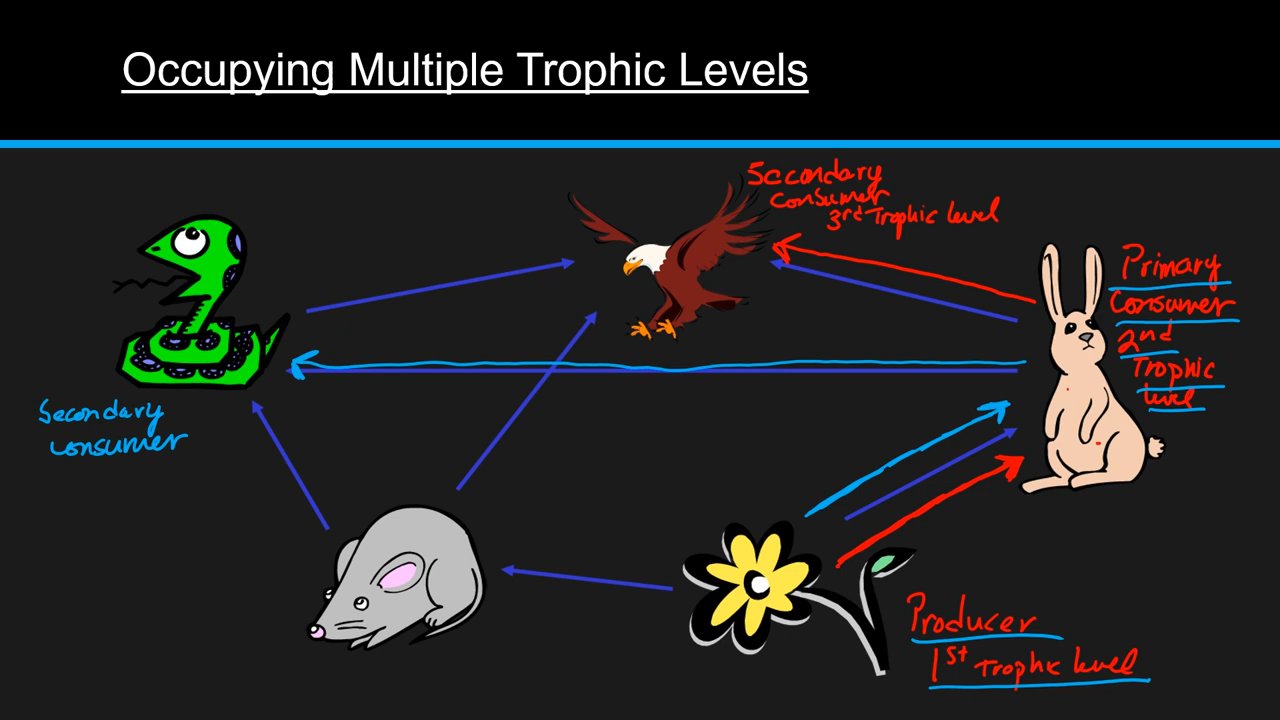 Occupying Multiple Trophic Levels
Secondary
consumer
3rd Trophic level
Primary
Consumer
2nd
Trophic
level
Secondary
consumer
Producer
1st Trophic level